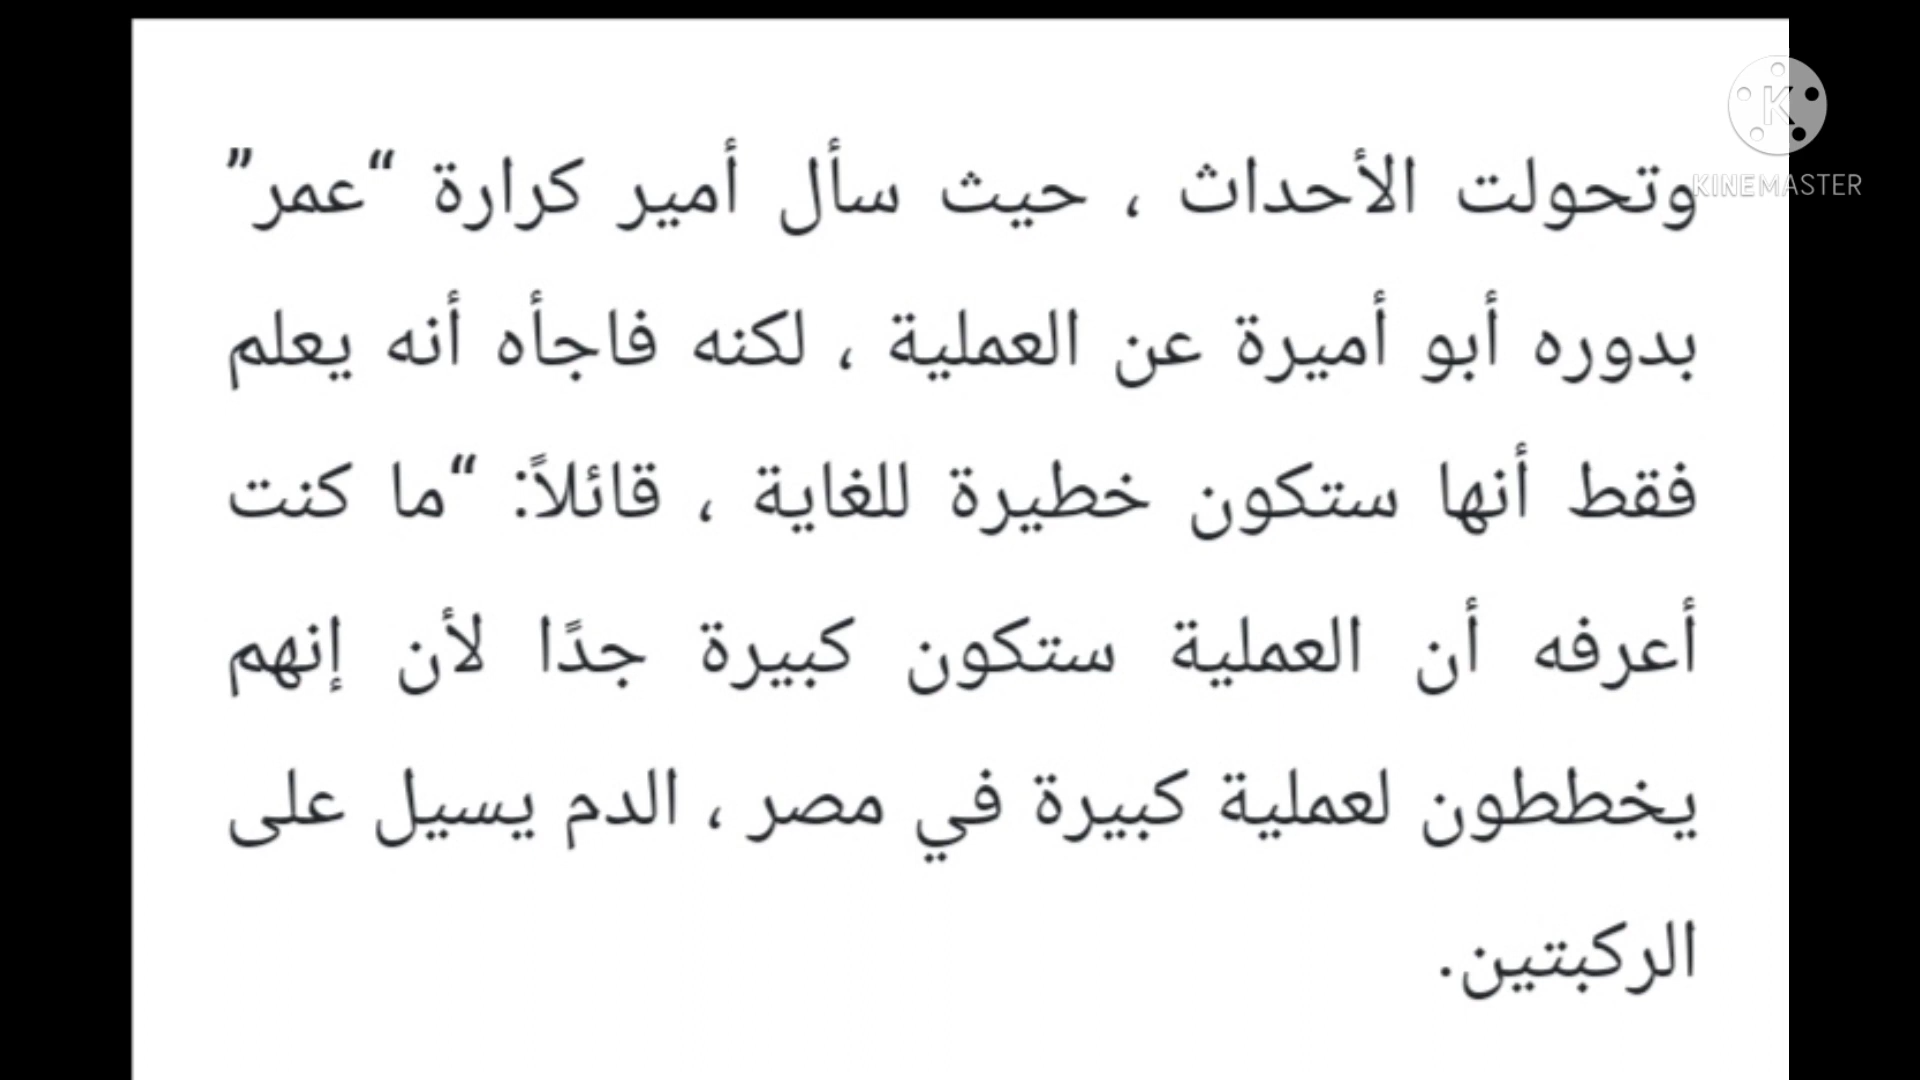 وتحولت الأحداث ، حيث سأل أمير كرارة “عمر”
بدوره أبو أميرة عن العملية ، لكنه فاجأه أنه يعلم
فقط أنها ستكون خطيرة للغاية ، قائلاً: “ما كنت
أعرفه أن العملية ستكون كبيرة جدًا لأن إنهم
يخططون لعملية كبيرة في مصر ، الدم يسيل على
الركبتين.
K
KINEMASTER